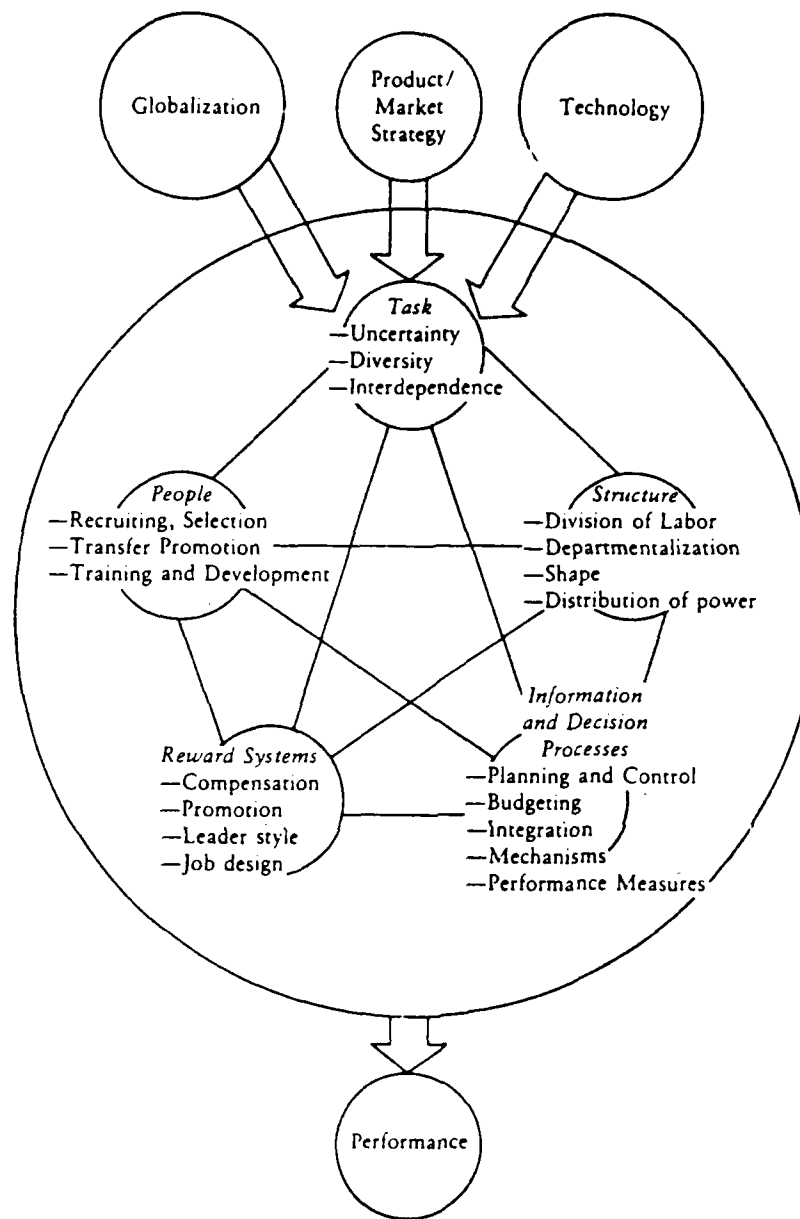 Globalization
Product/
Market
Strategy
Technology
Task
—Uncertainty
—Diversity
—Interdependence
People
—Recruiting, Selection
—Transfer Promotion
—Training and Development
Structure
—Division of Labor
—Departmentalization
—Shape
—Distribution of power
Reward Systems
—Compensation
—Promotion
—Leader style
—Job design
Information
and Decision
Processes
—Planning and Control
—Budgeting
—Integration
—Mechanisms
—Performance Measures
Performance